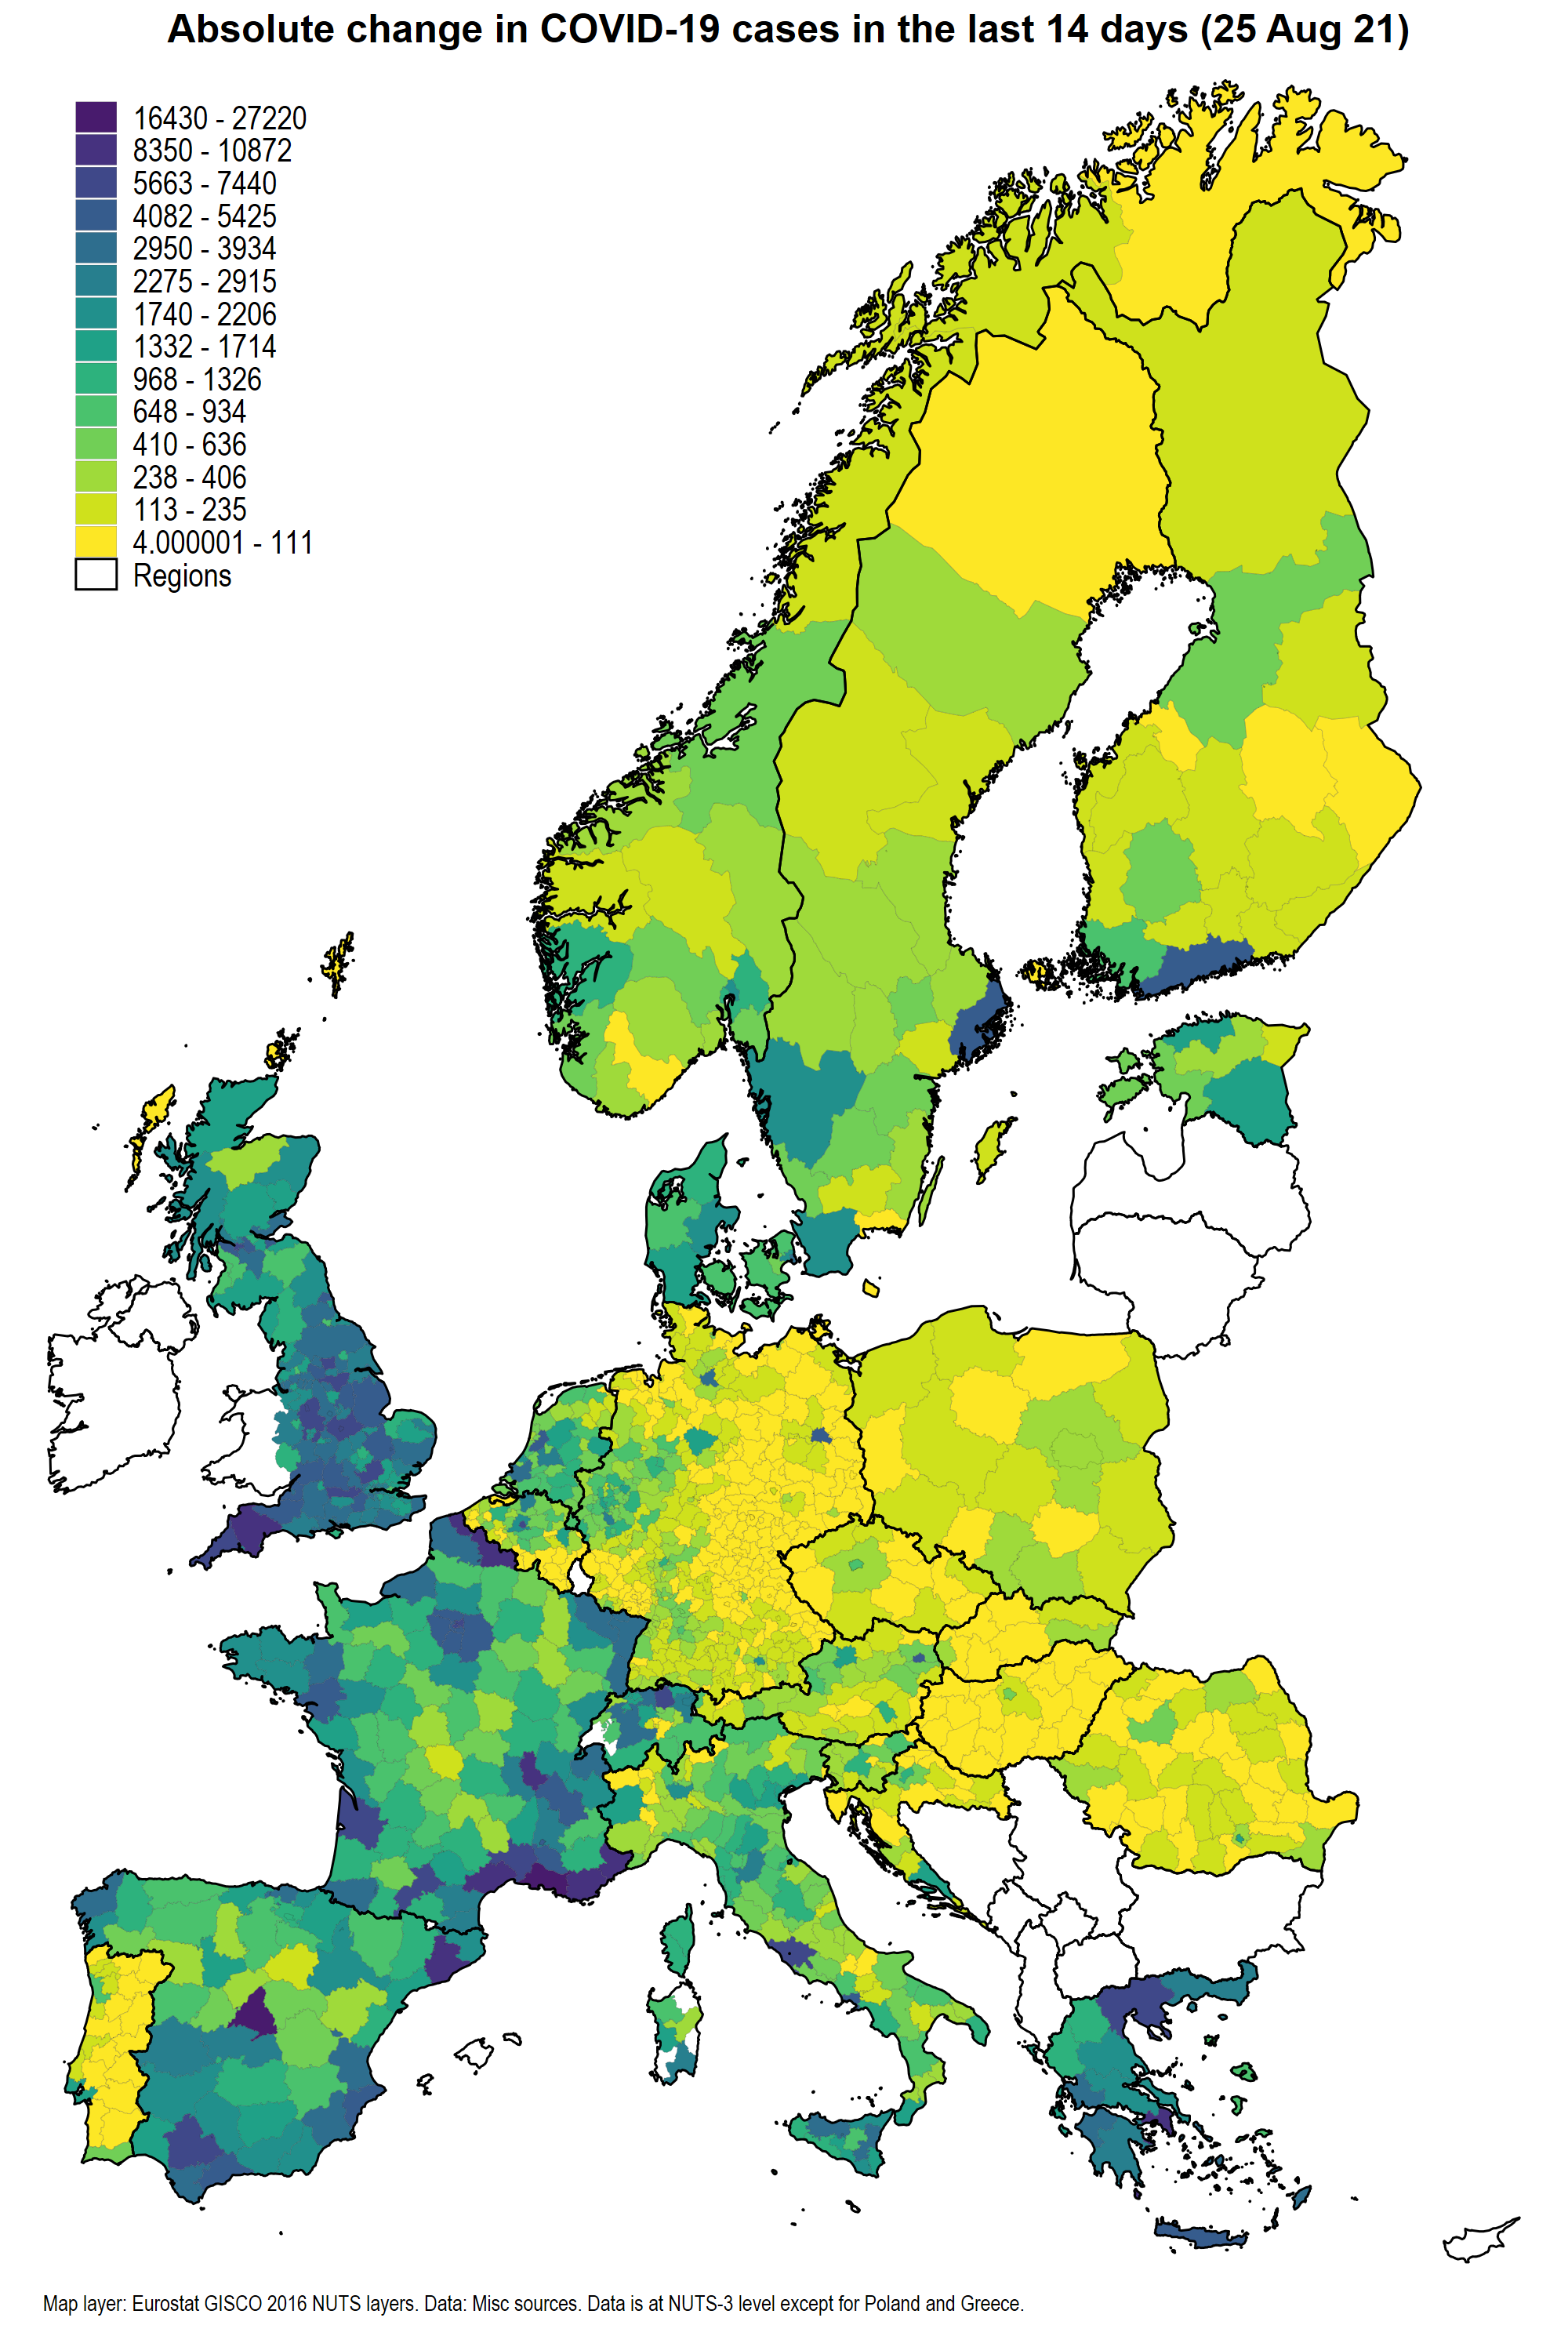 Absolute change in COVID-19 cases in the last 14 days (25 Aug 21)
16430 - 27220
8350 - 10872
5663 - 7440
4082 - 5425
2950 - 3934
2275 - 2915
1740 - 2206
1332 - 1714
968 - 1326
648 - 934
410 - 636
238 - 406
113 - 235
4.000001 - 111
Regions
Map layer: Eurostat GISCO 2016 NUTS layers. Data: Misc sources. Data is at NUTS-3 level except for Poland and Greece.